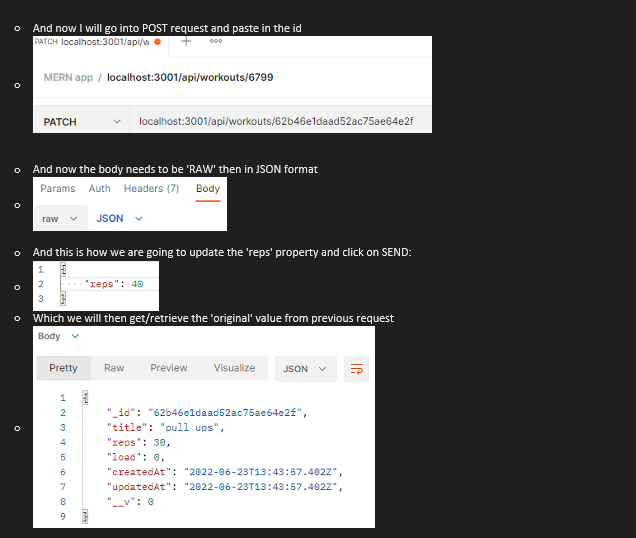 And now I will go into POST request and paste in the id
PATCH localhost:3001/api/w
MERN app / localhost:3001/api/workouts/6799
PATCH localhost:3001/api/workouts/62b46e1daad52ac75ae64e2f
And now the body needs to be 'RAW' then in JSON format
Params Auth Headers (7) Body
raw JSON
And this is how we are going to update the 'reps' property and click on SEND:
1 {
2 "reps": 40
3 }
Which we will then get/retrieve the 'original' value from previous request
Body
Pretty Raw Preview Visualize JSON
1 {
2 "_id": "62b46e1daad52ac75ae64e2f",
3 "title": "pull ups",
4 "reps": 30,
5 "load": 0,
6 "createdAt": "2022-06-23T13:43:57.402Z",
7 "updatedAt": "2022-06-23T13:43:57.402Z",
8 "__v": 0
9 }